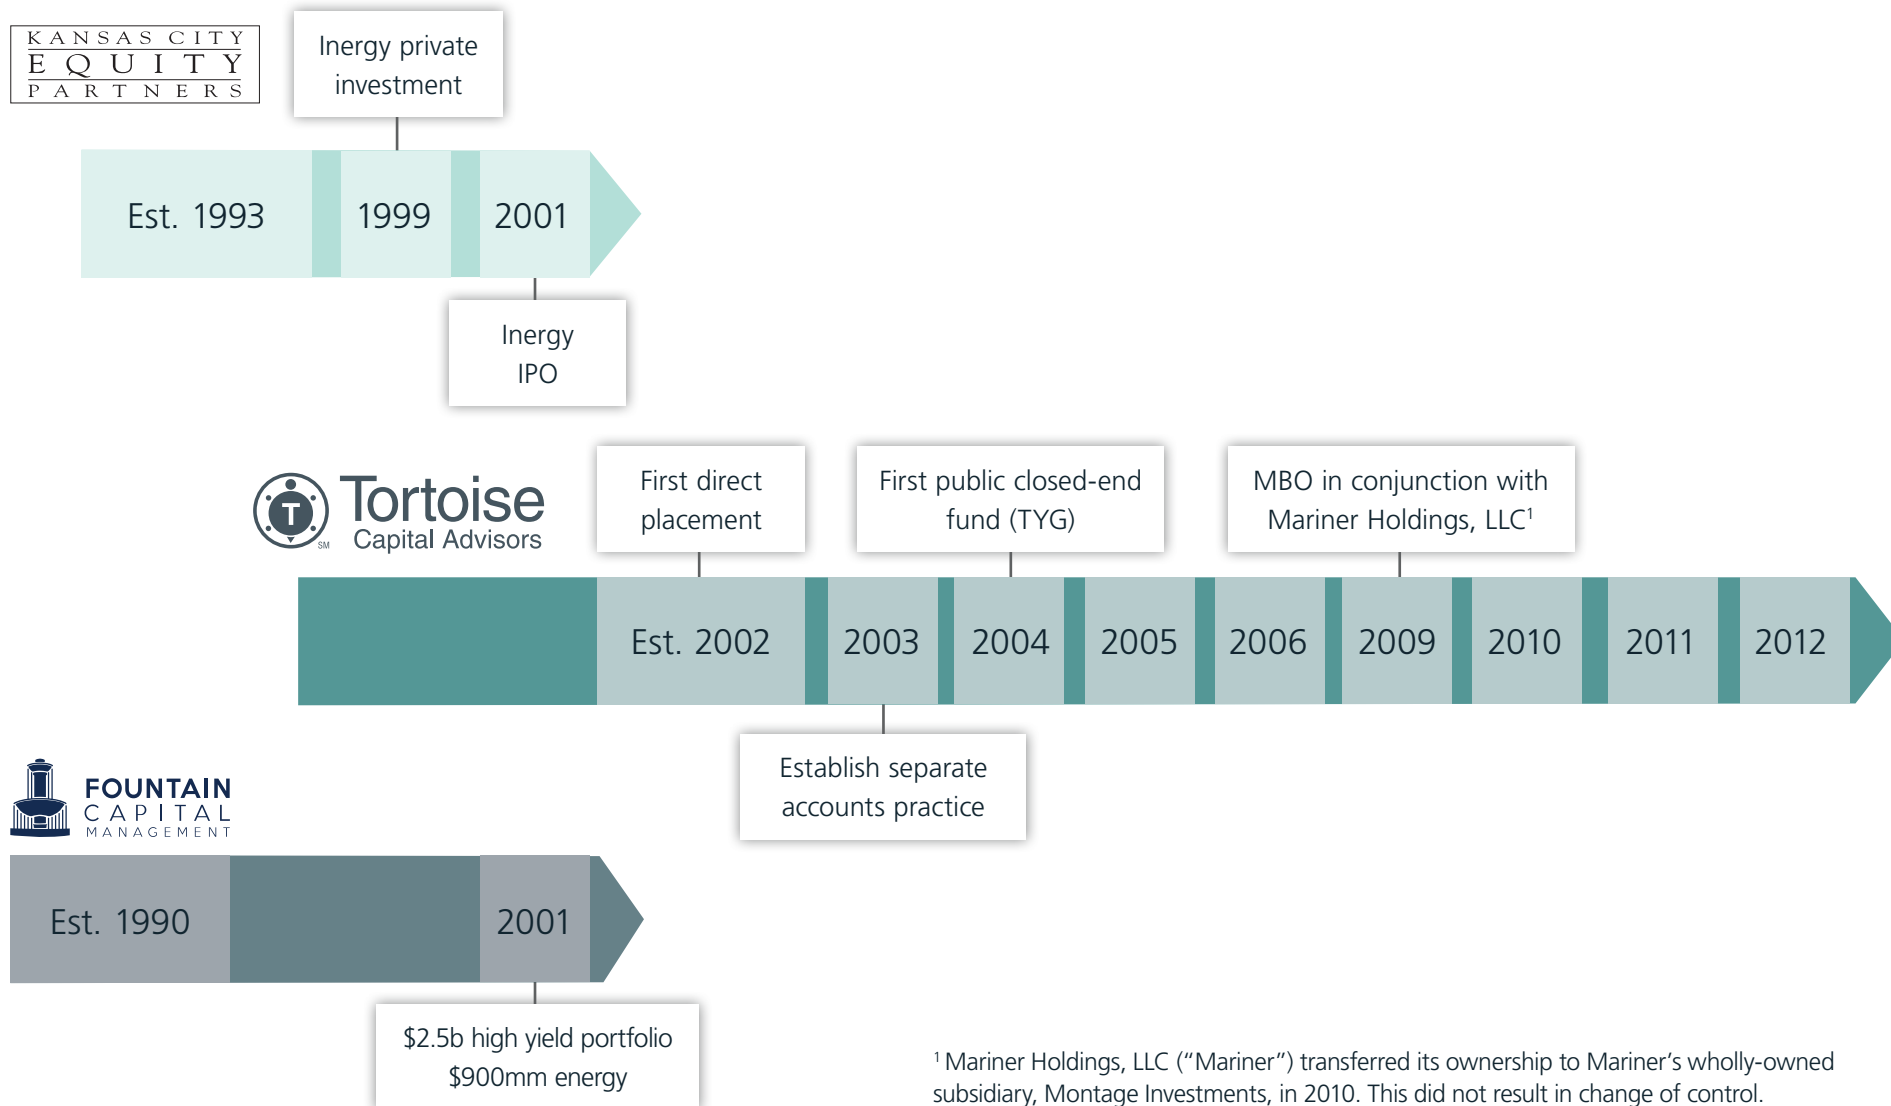 KANSAS CITY
EQUITY
PARTNERS
Inergy private
investment
Est. 1993
1999
2001
Inergy
IPO
T
SM
Tortoise
Capital Advisors
First direct
placement
First public closed-end
fund (TYG)
MBO in conjunction with
Mariner Holdings, LLC¹
Est. 2002
2003
2004
2005
2006
2009
2010
2011
2012
Establish separate
accounts practice
FOUNTAIN
CAPITAL
MANAGEMENT
Est. 1990
2001
$2.5b high yield portfolio
$900mm energy
¹ Mariner Holdings, LLC (“Mariner”) transferred its ownership to Mariner’s wholly-owned
subsidiary, Montage Investments, in 2010. This did not result in change of control.